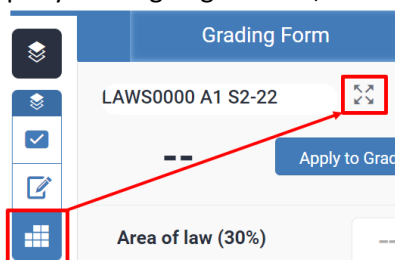 Grading Form
LAWS0000 A1 S2-22
--
Apply to Grad
Area of law (30%)
--